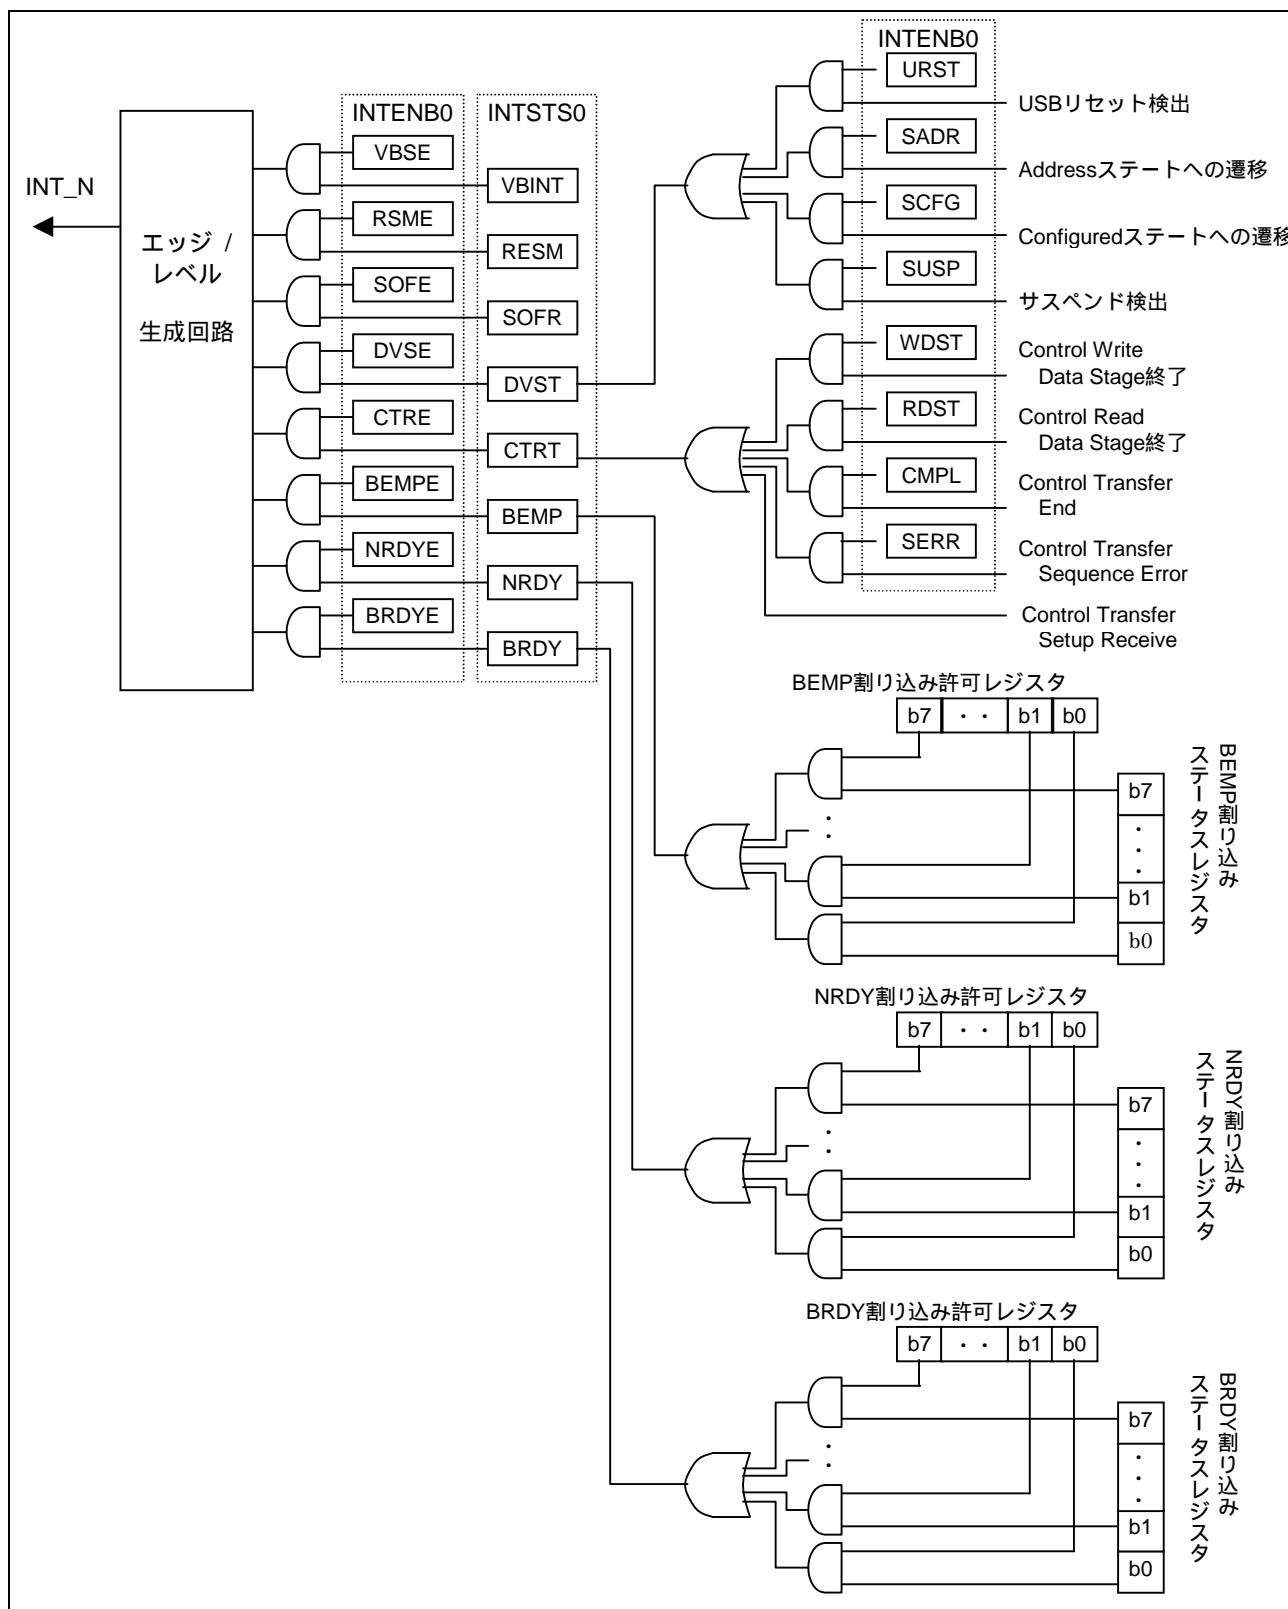 INT_N
エッジ /
レベル
生成回路
INTENB0
VBSE
RSME
SOFE
DVSE
CTRE
BEMPE
NRDYE
BRDYE
INTSTS0
VBINT
RESM
SOFR
DVST
CTRT
BEMP
NRDY
BRDY
INTENB0
URST
SADR
SCFG
SUSP
WDST
RDST
CMPL
SERR
USBリセット検出
Addressステートへの遷移
Configuredステートへの遷移
サスペンド検出
Control Write
Data Stage終了
Control Read
Data Stage終了
Control Transfer
End
Control Transfer
Sequence Error
Control Transfer
Setup Receive
BEMP割り込み許可レジスタ
b7 ・・ b1 b0
b7
・・・
b1
b0
BEMP割り込み
ステータスレジスタ
NRDY割り込み許可レジスタ
b7 ・・ b1 b0
b7
・・・
b1
b0
NRDY割り込み
ステータスレジスタ
BRDY割り込み許可レジスタ
b7 ・・ b1 b0
b7
・・・
b1
b0
BRDY割り込み
ステータスレジスタ